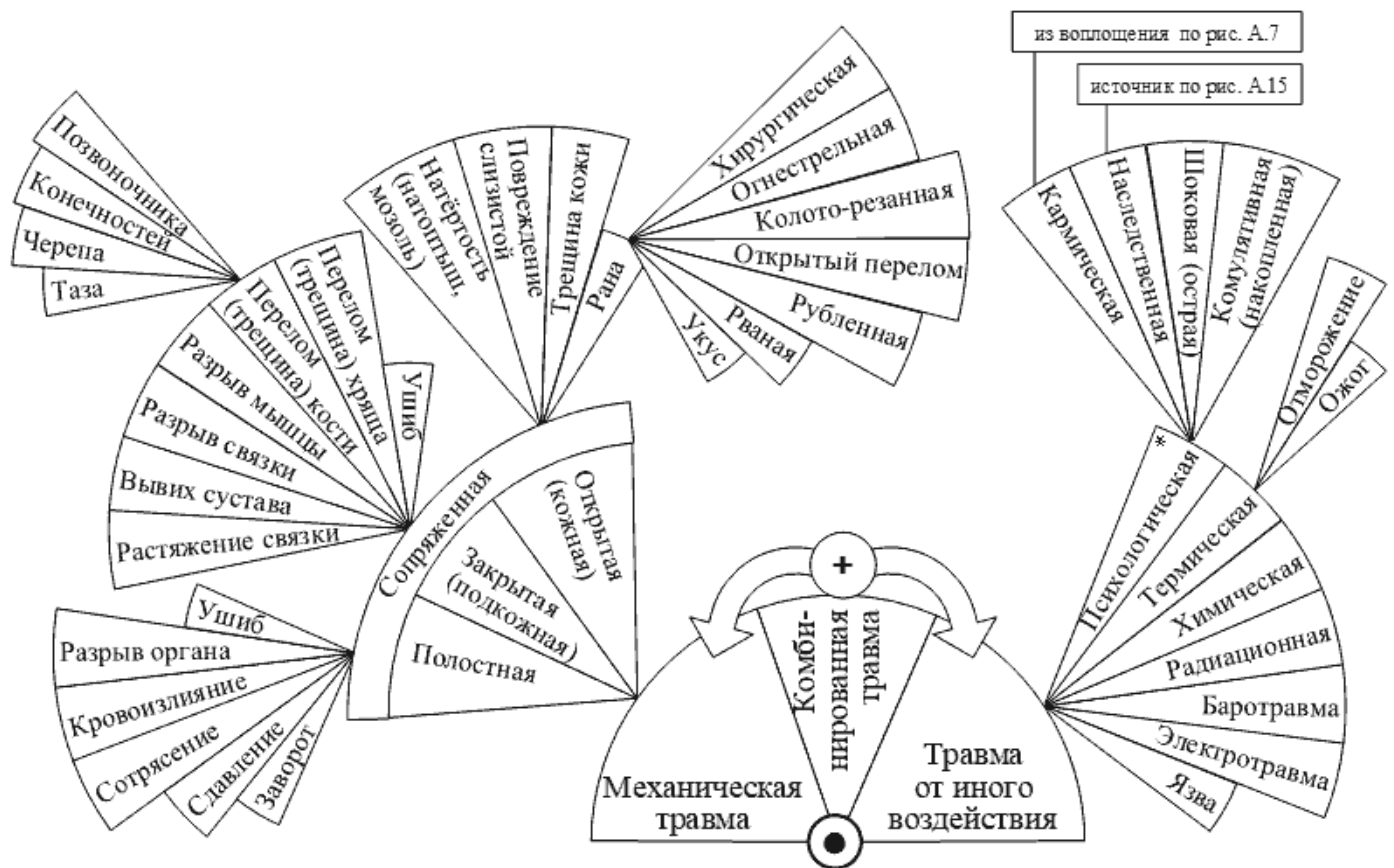 из воплощения по рис. А.7
источник по рис. А.15
Позвоночника
Конечностей
Черепа
Таза
Перелом
(трещина) хряща
Перелом
(трещина) кости
Разрыв мышцы
Разрыв связки
Вывих сустава
Растяжение связки
Ушиб
Натёртость
(натоптыш,
мозоль)
Повреждение
слизистой
Трещина кожи
Рана
Хирургическая
Огнестрельная
Колото-резанная
Открытый перелом
Рубленная
Рваная
Укус
Кармическая
Наследственная
Шоковая (острая)
Комулятивная
(накопленная)
Отморожение
Ожог
*
Психологическая
Термическая
Химическая
Радиационная
Баротравма
Электротравма
Язва
Сопряженная
Открытая
(кожная)
Закрытая
(подкожная)
Полостная
Ушиб
Разрыв органа
Кровоизлияние
Сотрясение
Сдавление
Заворот
+
Механическая
травма
Комби-
нированная
травма
Травма
от иного
воздействия